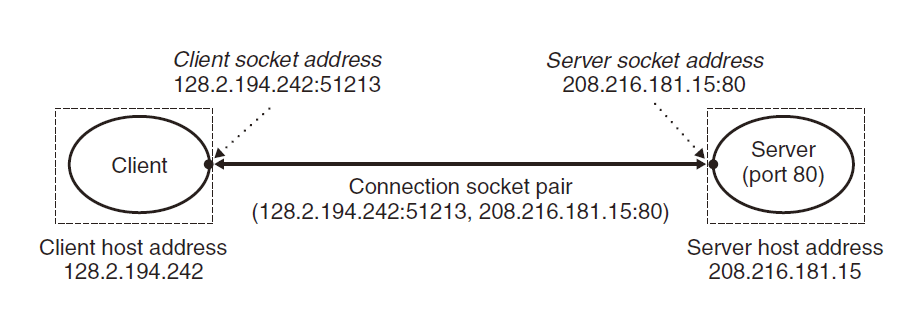 Client socket address
128.2.194.242:51213
Server socket address
208.216.181.15:80
Client
Server
(port 80)
Connection socket pair
(128.2.194.242:51213, 208.216.181.15:80)
Client host address
128.2.194.242
Server host address
208.216.181.15